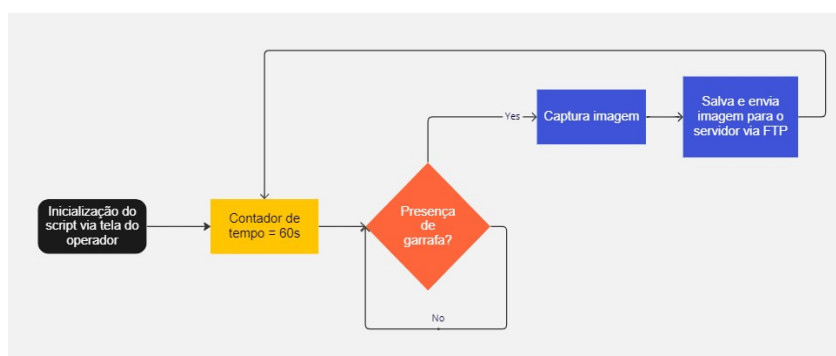 Inicialização do
script via tela do
operador
Contador de
tempo = 60s
Presença
de
garrafa?
No
Yes
Captura imagem
Salva e envia
imagem para o
servidor via FTP